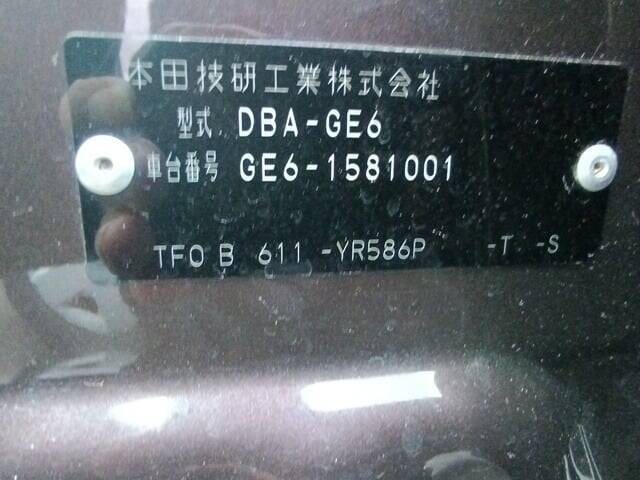 本田技研工業株式会社
型式 DBA-GE6
車台番号 GE6-1581001
TFO B 611 -YR586P -T -S